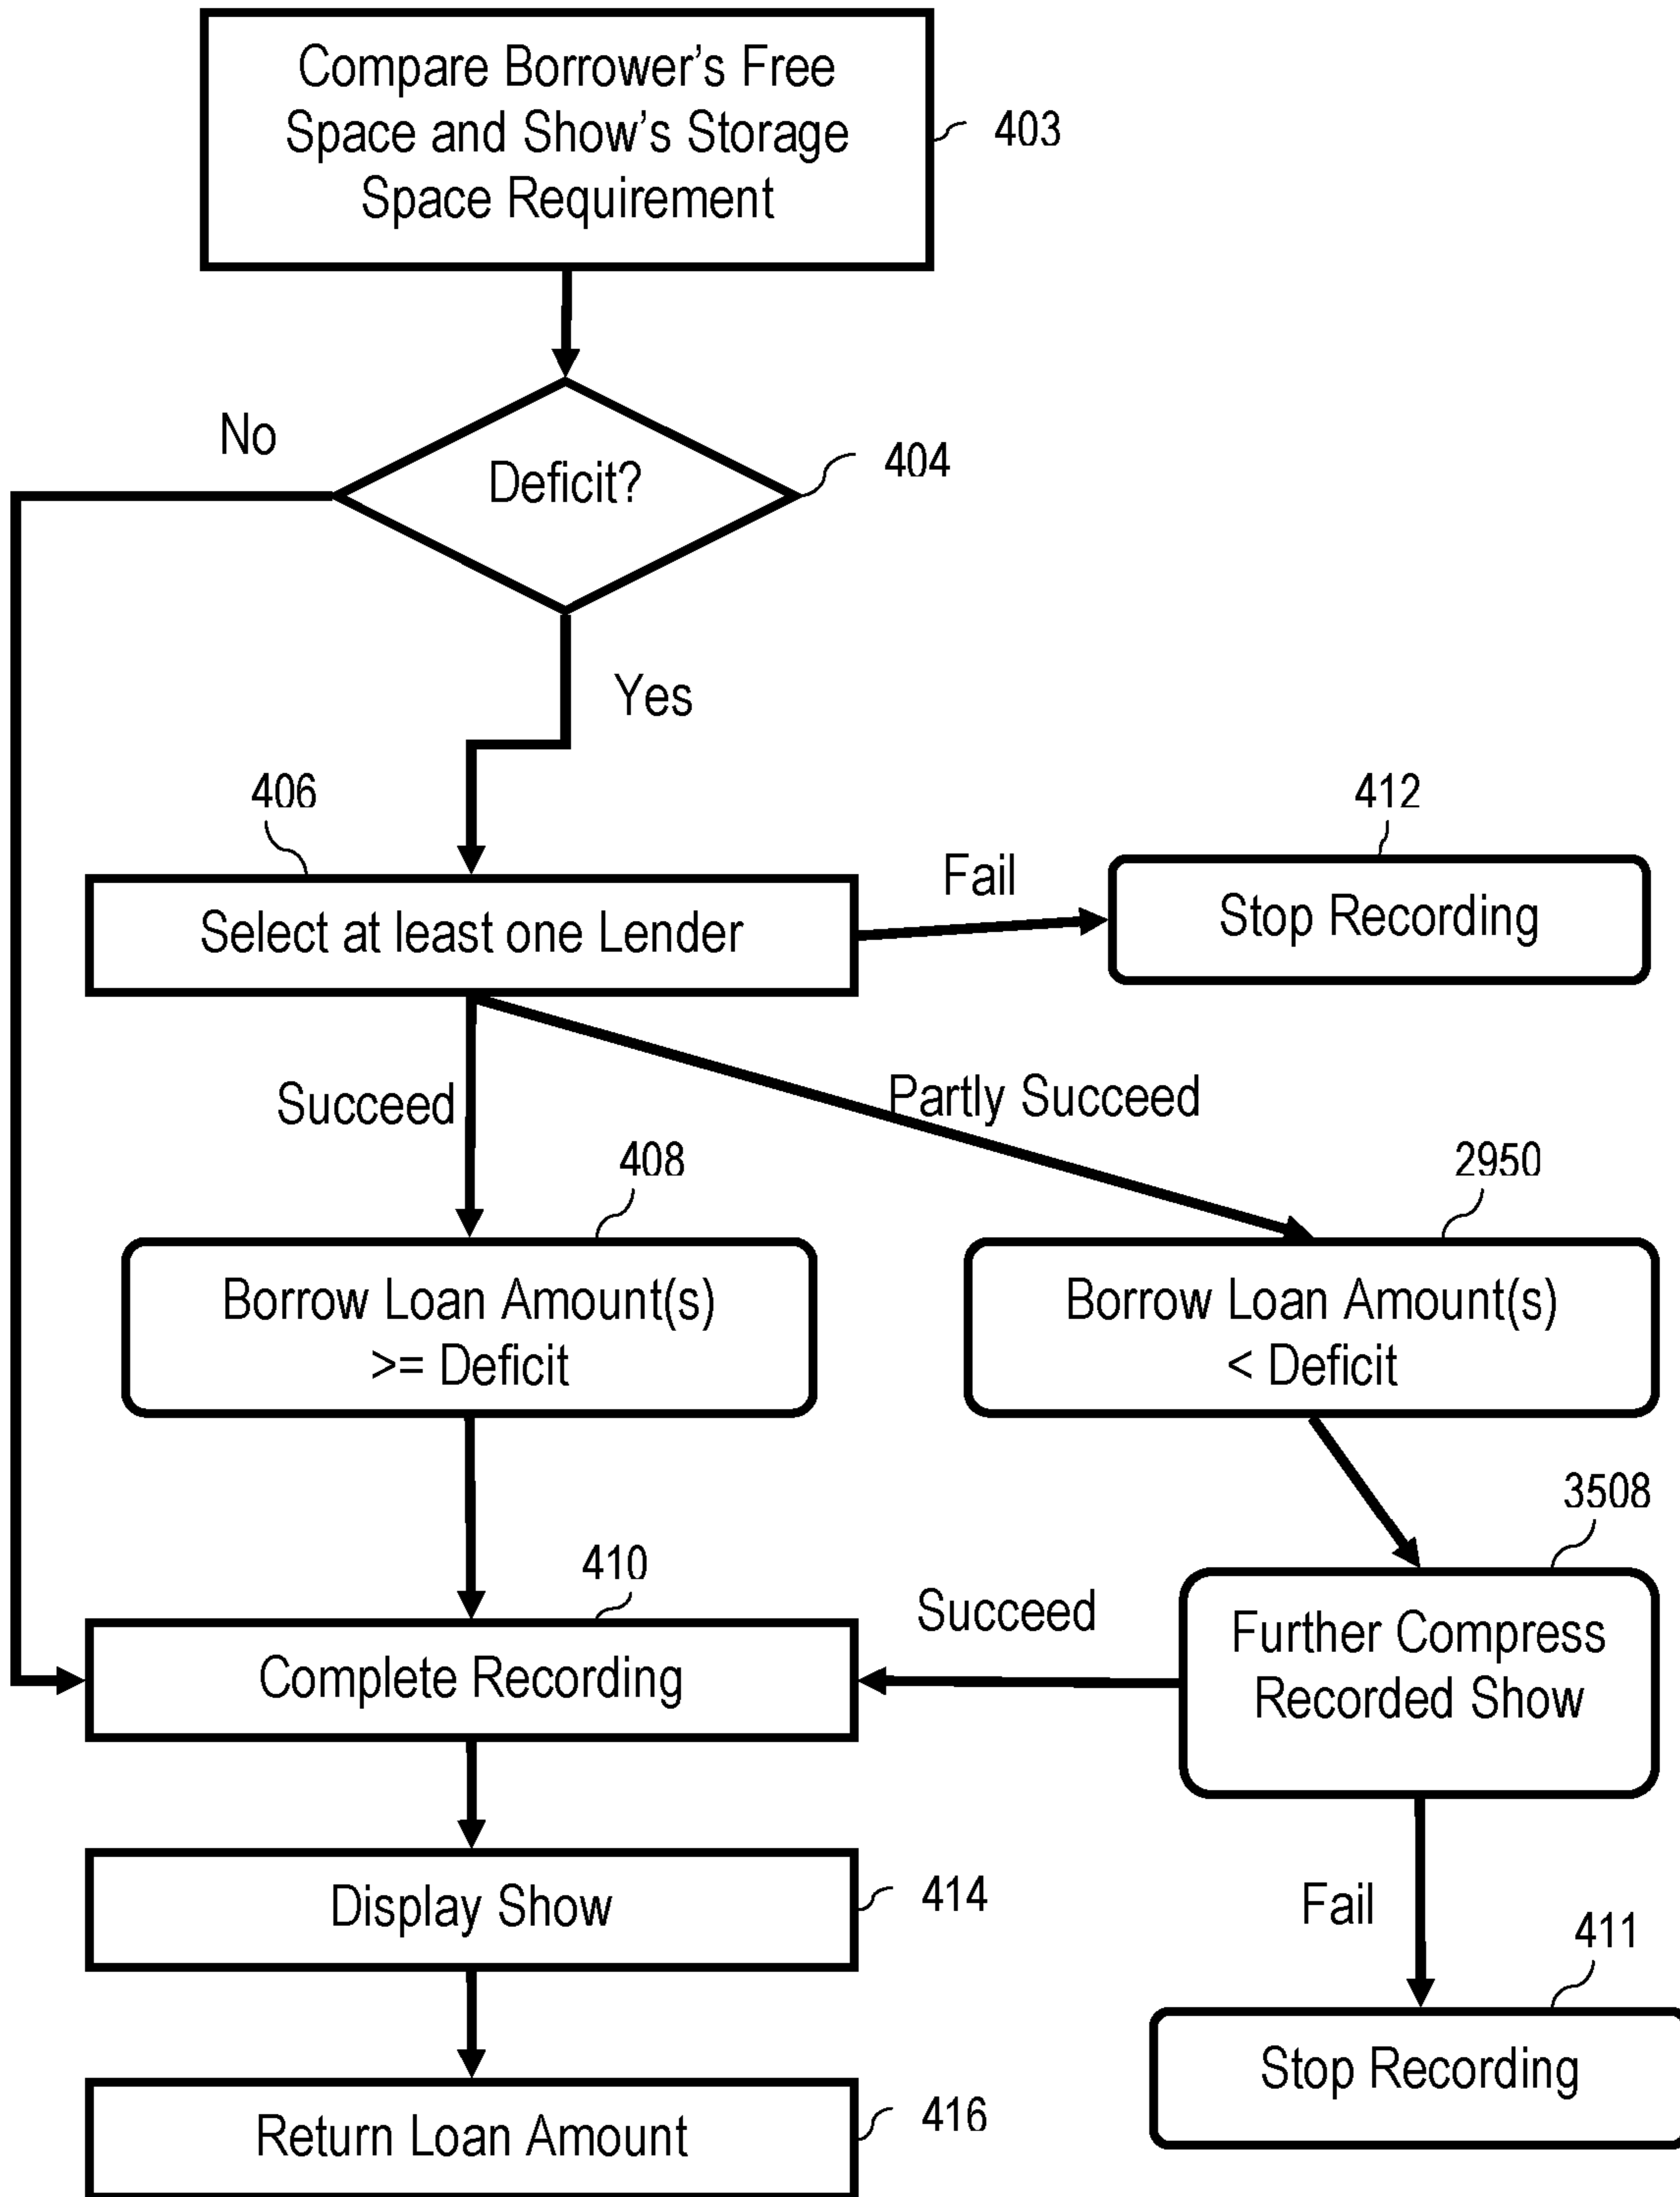 Compare Borrower’s Free
Space and Show’s Storage
Space Requirement
403
No
Deficit?
404
Yes
406
412
Select at least one Lender
Fail
Stop Recording
Succeed
Partly Succeed
408
2950
Borrow Loan Amount(s)
>= Deficit
Borrow Loan Amount(s)
< Deficit
3508
410
Succeed
Further Compress
Recorded Show
Complete Recording
Display Show
414
Fail
411
Stop Recording
Return Loan Amount
416